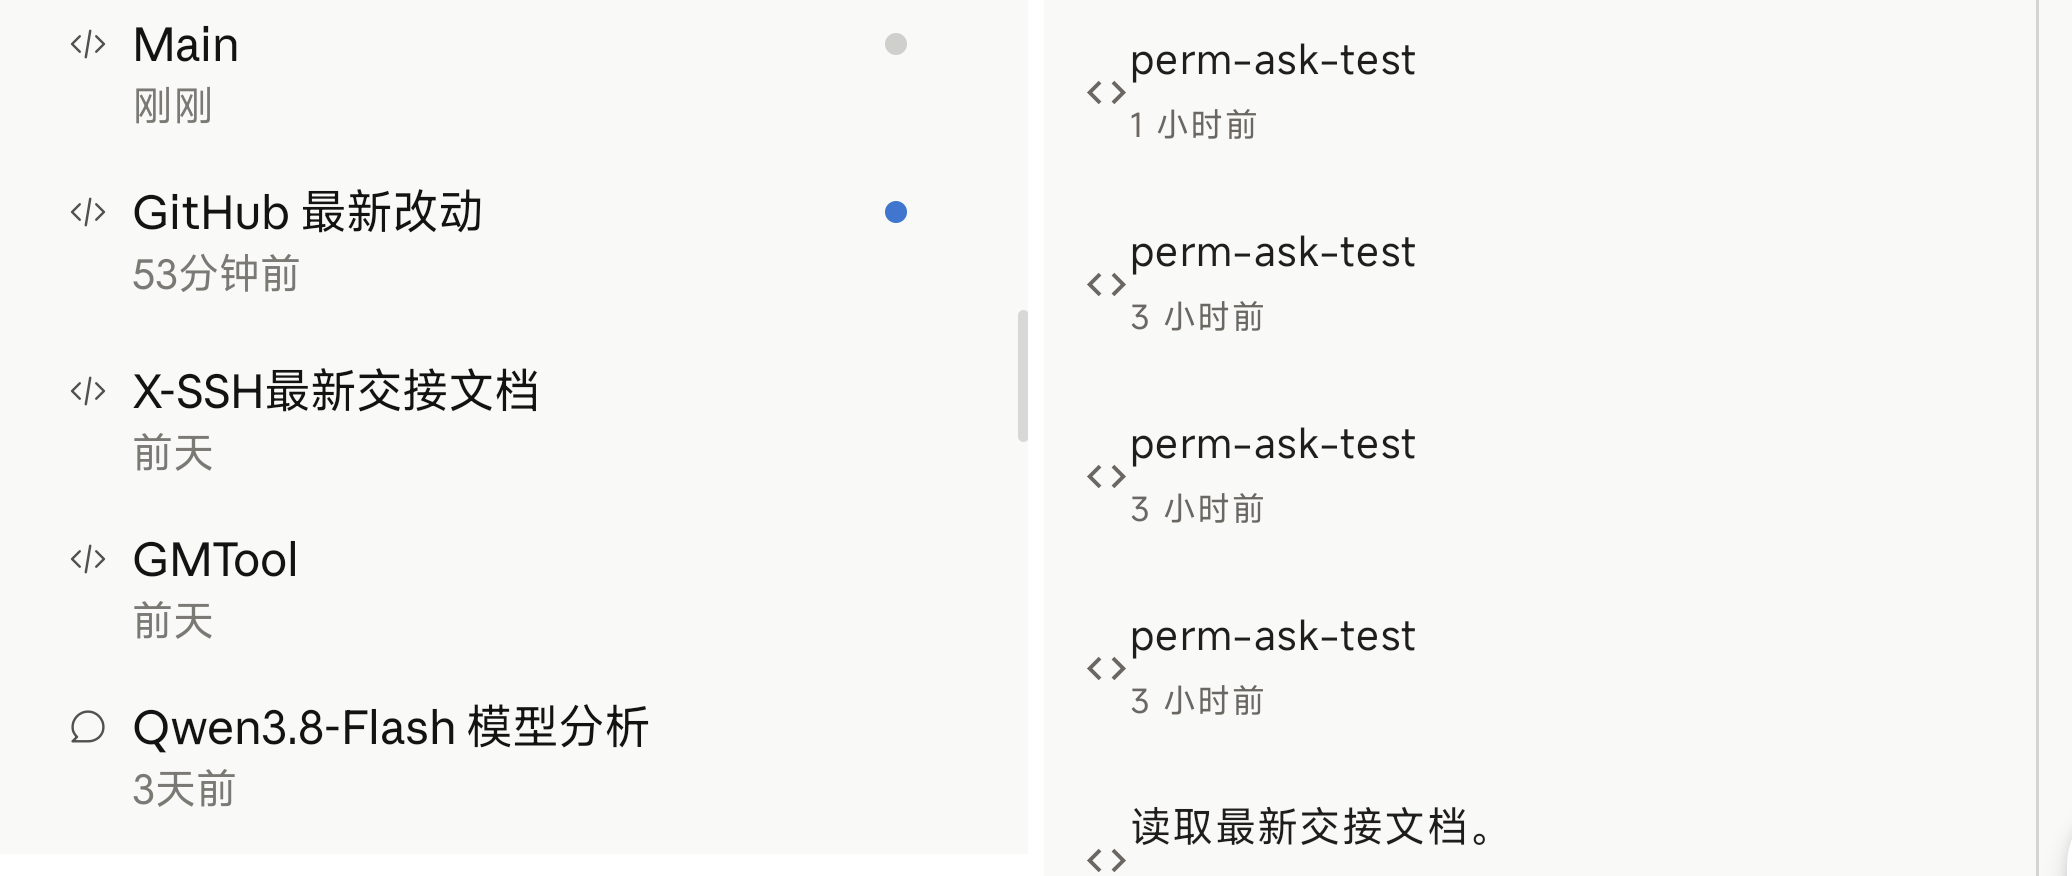 Main
刚刚
GitHub 最新改动
53分钟前
X-SSH最新交接文档
前天
GMTool
前天
Qwen3.8-Flash 模型分析
3天前
perm-ask-test
1 小时前
perm-ask-test
3 小时前
perm-ask-test
3 小时前
perm-ask-test
3 小时前
读取最新交接文档。